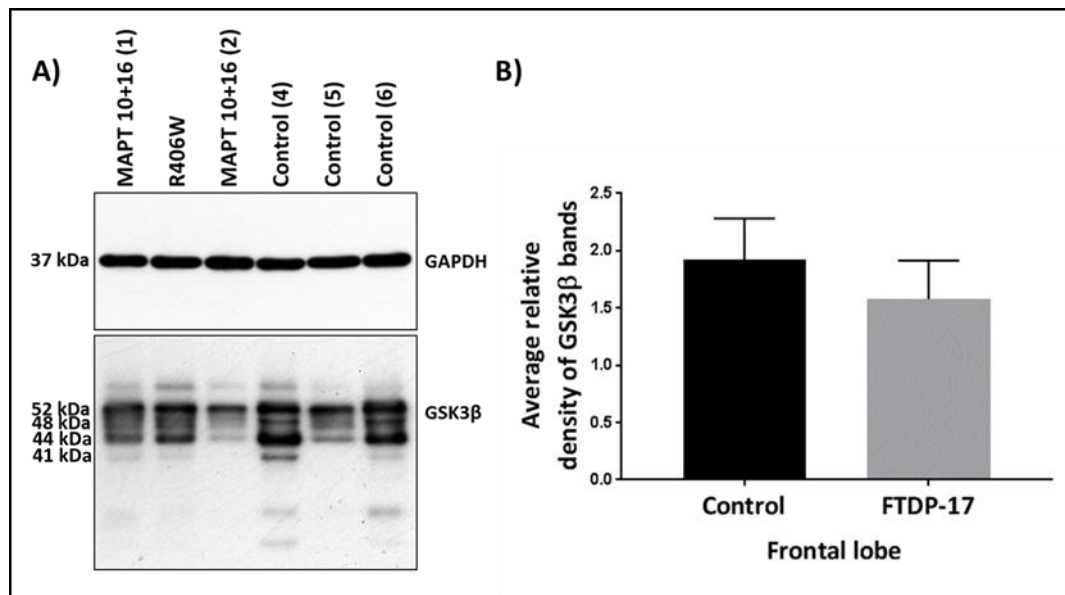 A)
MAPT 10+16 (1)
R406W
MAPT 10+16 (2)
Control (4)
Control (5)
Control (6)
37 kDa
GAPDH
52 kDa
48 kDa
44 kDa
41 kDa
GSK3β
B)
Average relative
density of GSK3β bands
2.5
2.0
1.5
1.0
0.5
0.0
Control
FTDP-17
Frontal lobe